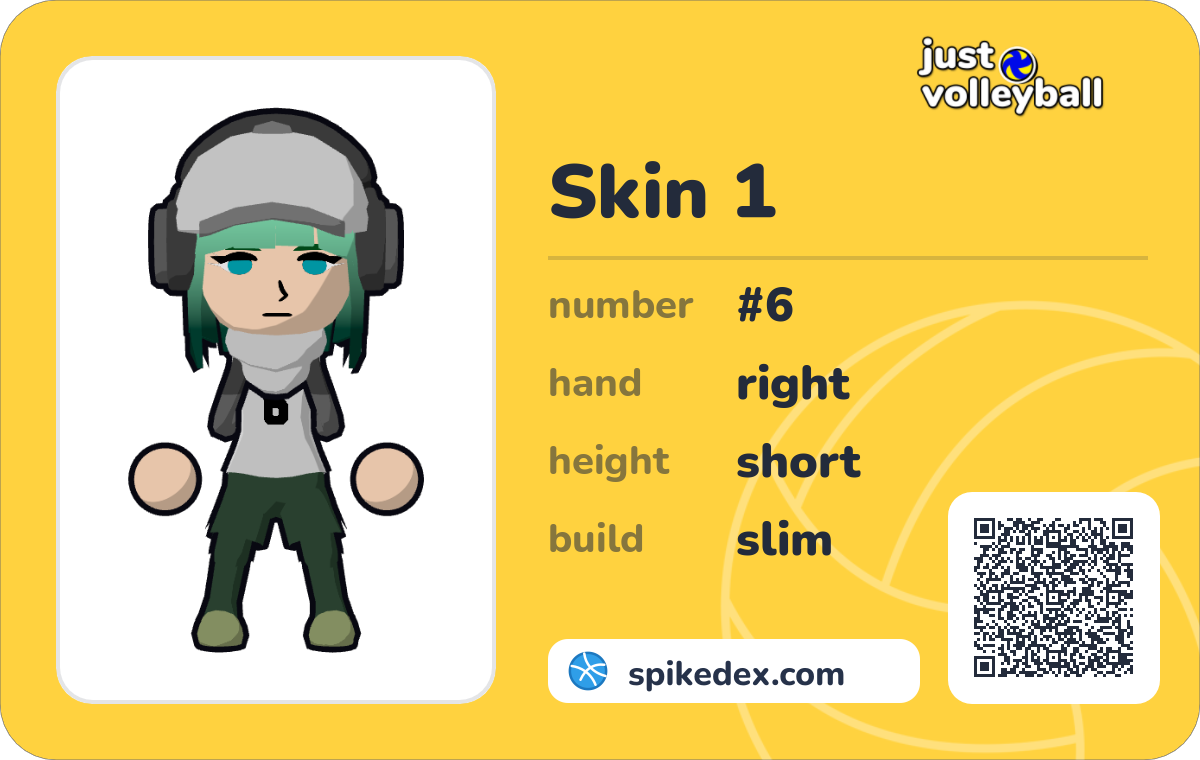 just
volleyball
Skin 1
number #6
hand right
height short
build slim
spikedex.com